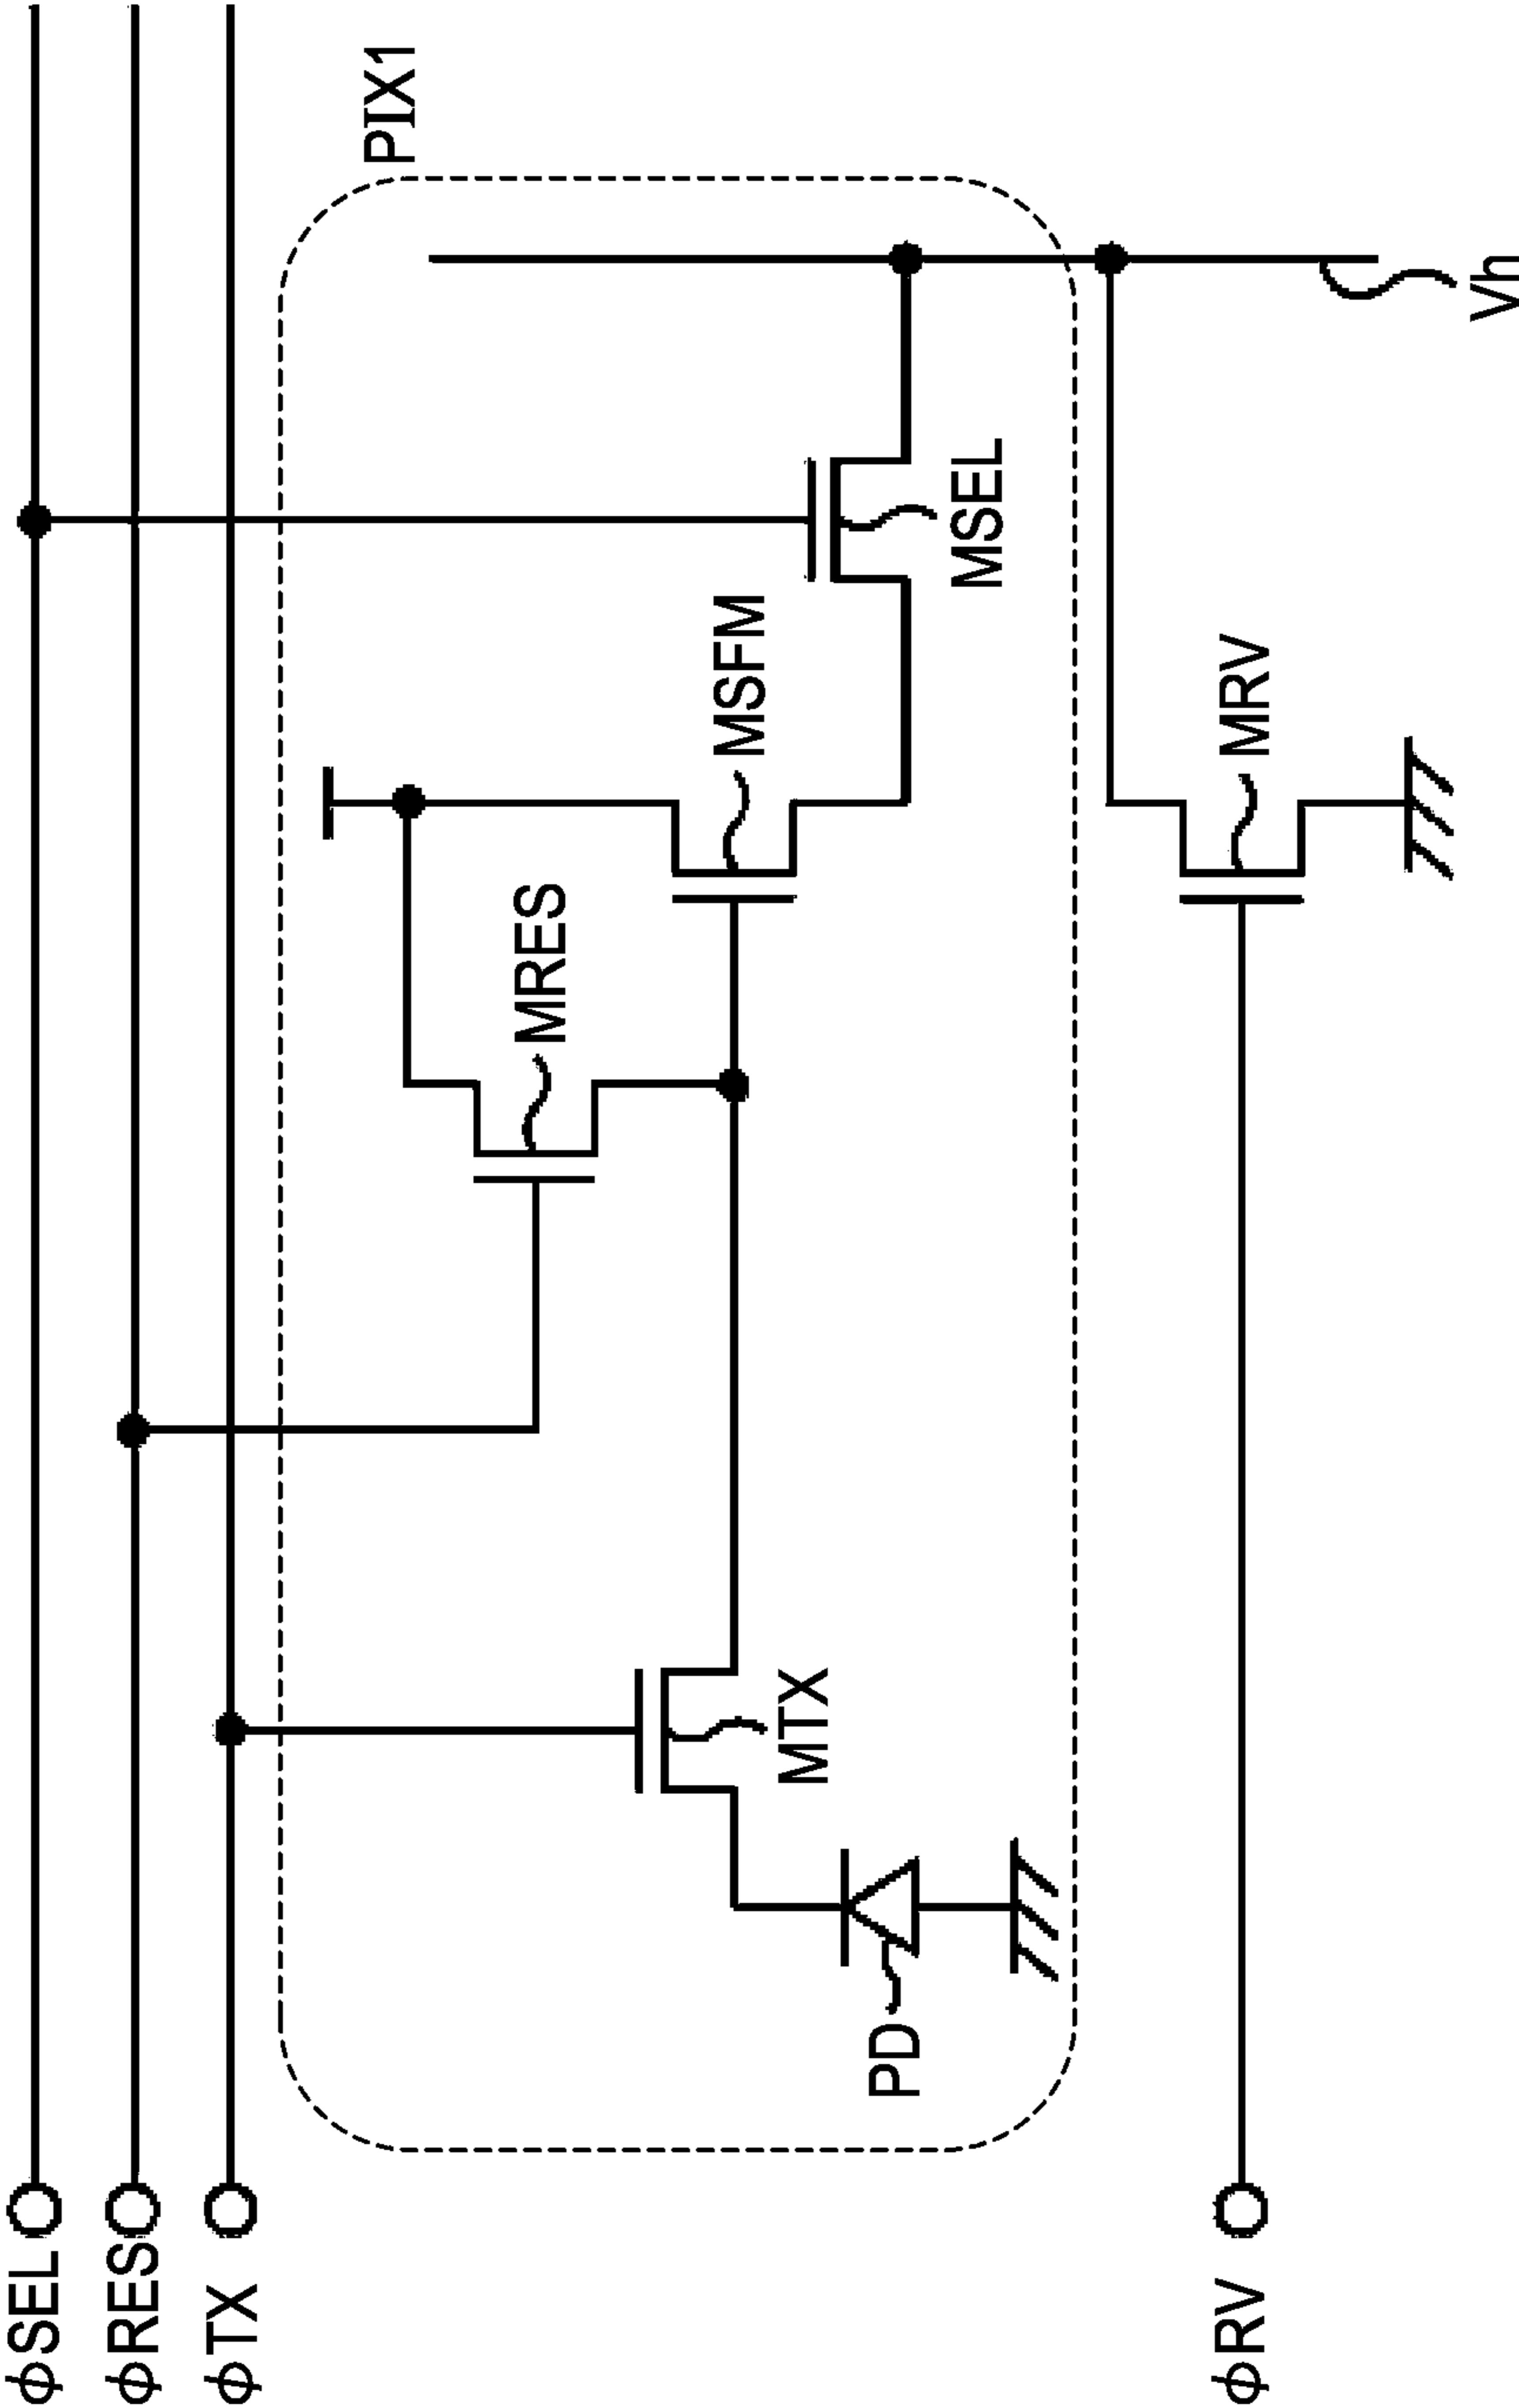 PIX1
ϕSEL
ϕRES
ϕTX
MRES
MSFM
MSEL
MTX
PD
ϕRV
MRV
Vh